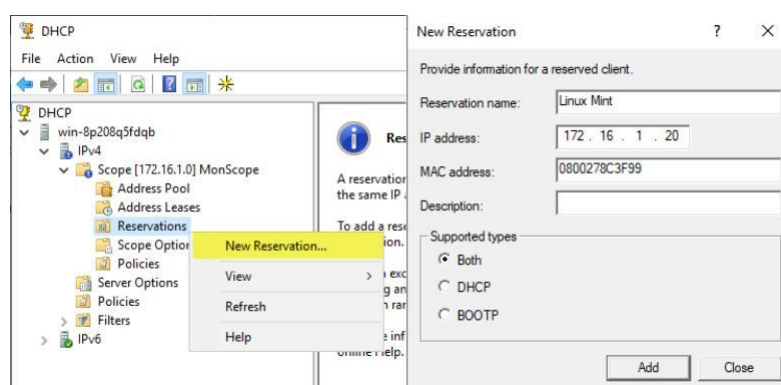 DHCP
File Action View Help
DHCP
win-8p208q5fdqb
IPv4
Scope [172.16.1.0] MonScope
Address Pool
Address Leases
Reservations
Scope Option
Policies
Server Options
Policies
Filters
IPv6
New Reservation...
View
Refresh
Help
Res
A reservation
the same IP
To add a rese
ion.
exc
g an
n ran
e inf
online help.
New Reservation
Provide information for a reserved client.
Reservation name: Linux Mint
IP address: 172 . 16 . 1 . 20
MAC address: 0800278C3F99
Description:
Supported types
Both
DHCP
BOOTP
Add Close